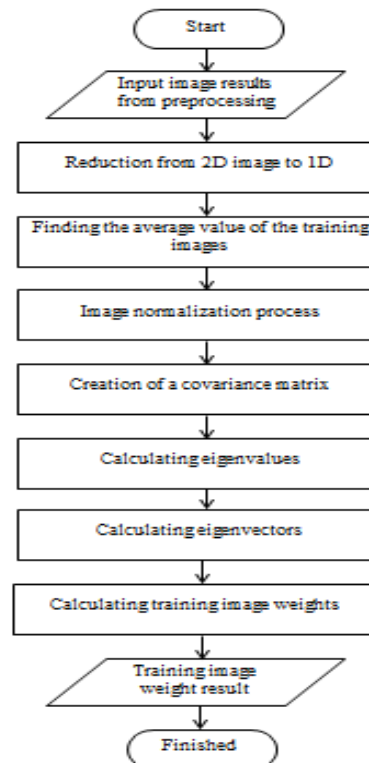 Start
Input image results
from preprocessing
Reduction from 2D image to 1D
Finding the average value of the training
images
Image normalization process
Creation of a covariance matrix
Calculating eigenvalues
Calculating eigenvectors
Calculating training image weights
Training image
weight result
Finished